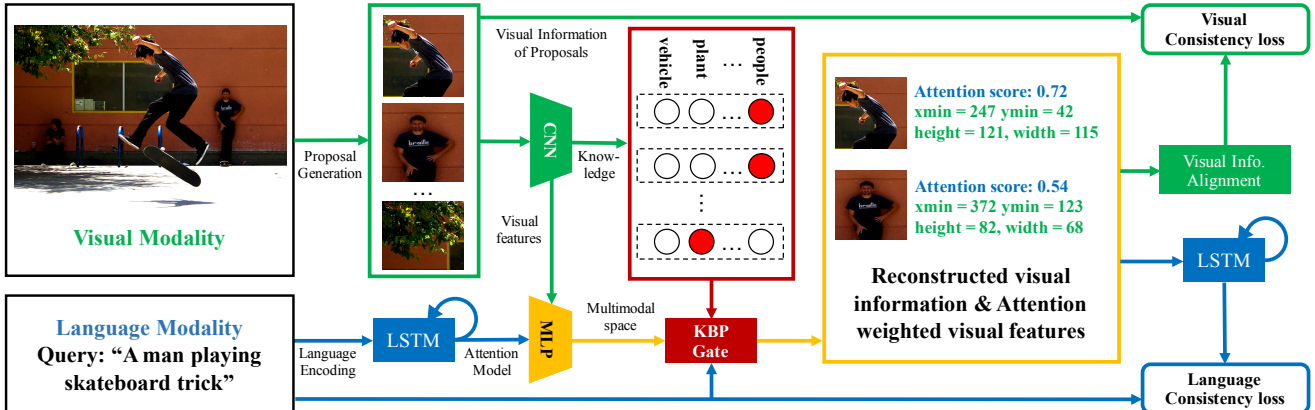 Visual Modality
Language Modality
Query: “A man playing
skateboard trick”
Proposal
Generation
Language
Encoding
...
LSTM
Attention
Model
Visual Information
of Proposals
CNN
Know-
ledge
Visual
features
MLP
Multimodal
space
vehicle
plant
...
people
...
...
...
...
KBP
Gate
Attention score: 0.72
xmin = 247 ymin = 42
height = 121, width = 115
Attention score: 0.54
xmin = 372 ymin = 123
height = 82, width = 68
Reconstructed visual
information & Attention
weighted visual features
Visual
Consistency loss
Visual Info.
Alignment
LSTM
Language
Consistency loss